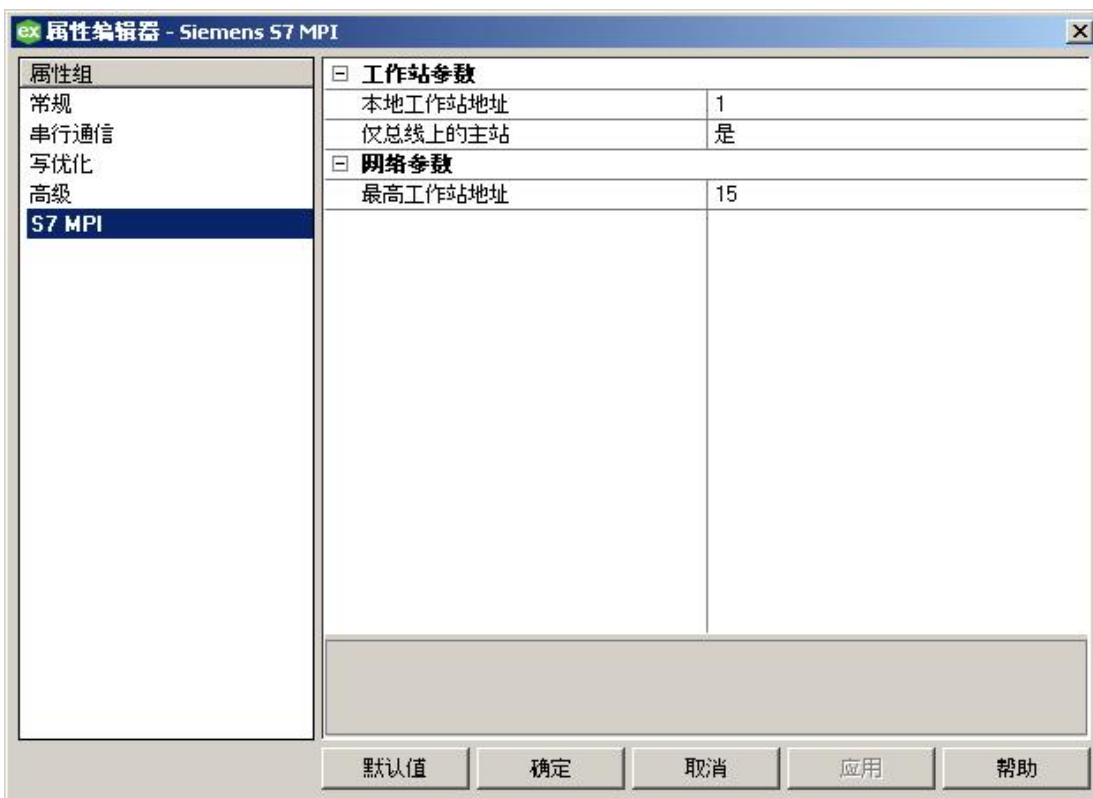 ex 属性编辑器 - Siemens S7 MPI
属性组
常规
串行通信
写优化
高级
S7 MPI
工作站参数
本地工作站地址 1
仅总线上的主站 是
网络参数
最高工作站地址 15
默认值 确定 取消 应用 帮助